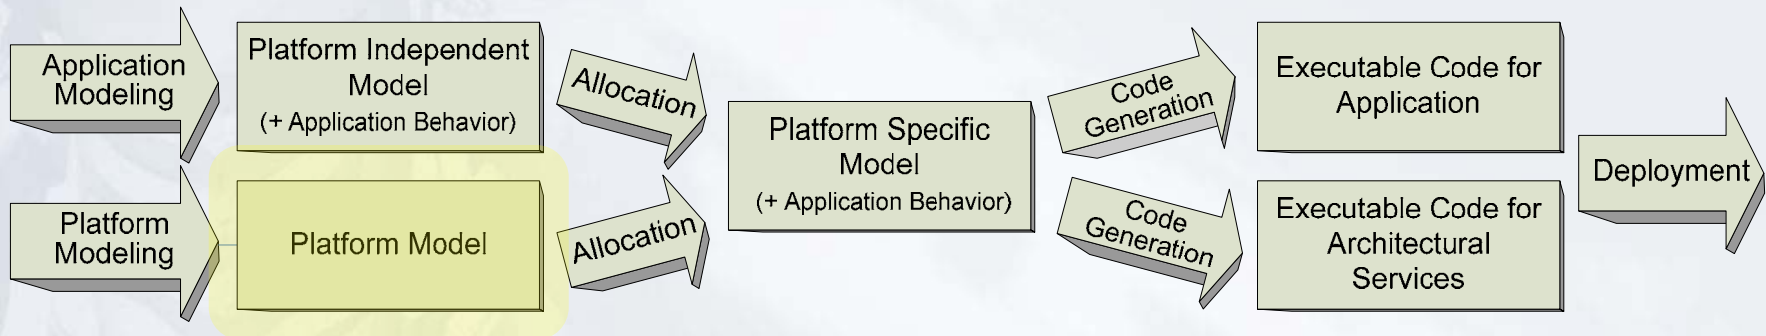 Application
Modeling
Platform Independent
Model
(+ Application Behavior)
Allocation
Platform
Modeling
Platform Model
Allocation
Platform Specific
Model
(+ Application Behavior)
Code
Generation
Executable Code for
Application
Code
Generation
Executable Code for
Architectural
Services
Deployment